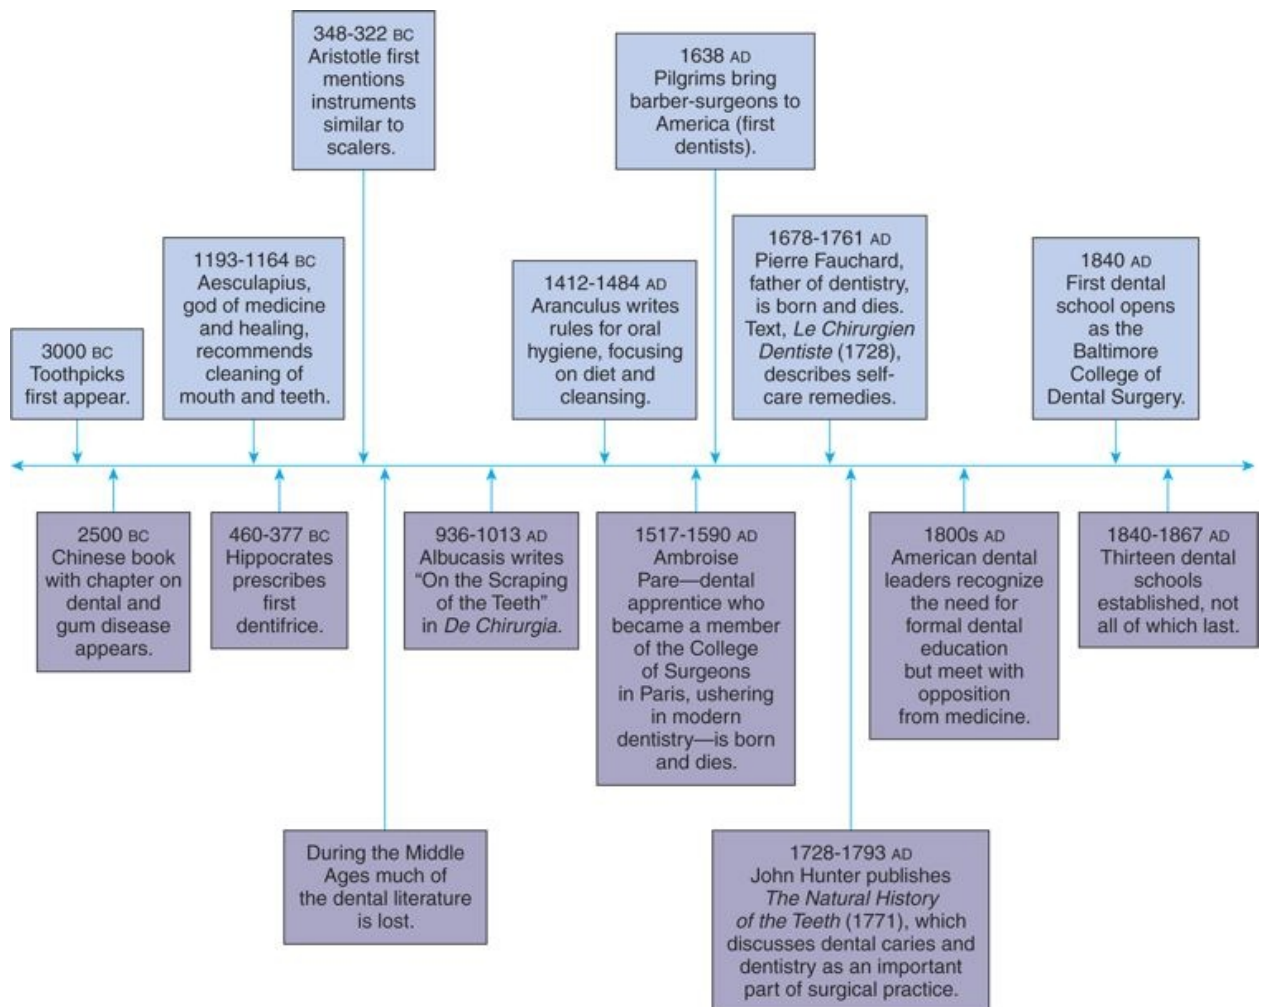 3000 BC
Toothpicks
first appear.
2500 BC
Chinese book
with chapter on
dental and
gum disease
appears.
1193-1164 BC
Aesculapius,
god of medicine
and healing,
recommends
cleaning of
mouth and teeth.
460-377 BC
Hippocrates
prescribes
first
dentifrice.
348-322 BC
Aristotle first
mentions
instruments
similar to
scalers.
During the Middle
Ages much of
the dental literature
is lost.
936-1013 AD
Albucasis writes
“On the Scraping
of the Teeth”
in De Chirurgia.
1412-1484 AD
Aranculus writes
rules for oral
hygiene, focusing
on diet and
cleansing.
1517-1590 AD
Ambroise
Pare—dental
apprentice who
became a member
of the College
of Surgeons
in Paris, ushering
in modern
dentistry—is born
and dies.
1638 AD
Pilgrims bring
barber-surgeons to
America (first
dentists).
1678-1761 AD
Pierre Fauchard,
father of dentistry,
is born and dies.
Text, Le Chirurgien
Dentiste (1728),
describes self-
care remedies.
1728-1793 AD
John Hunter publishes
The Natural History
of the Teeth (1771), which
discusses dental caries and
dentistry as an important
part of surgical practice.
1800s AD
American dental
leaders recognize
the need for
formal dental
education
but meet with
opposition
from medicine.
1840 AD
First dental
school opens
as the
Baltimore
College of
Dental Surgery.
1840-1867 AD
Thirteen dental
schools
established, not
all of which last.